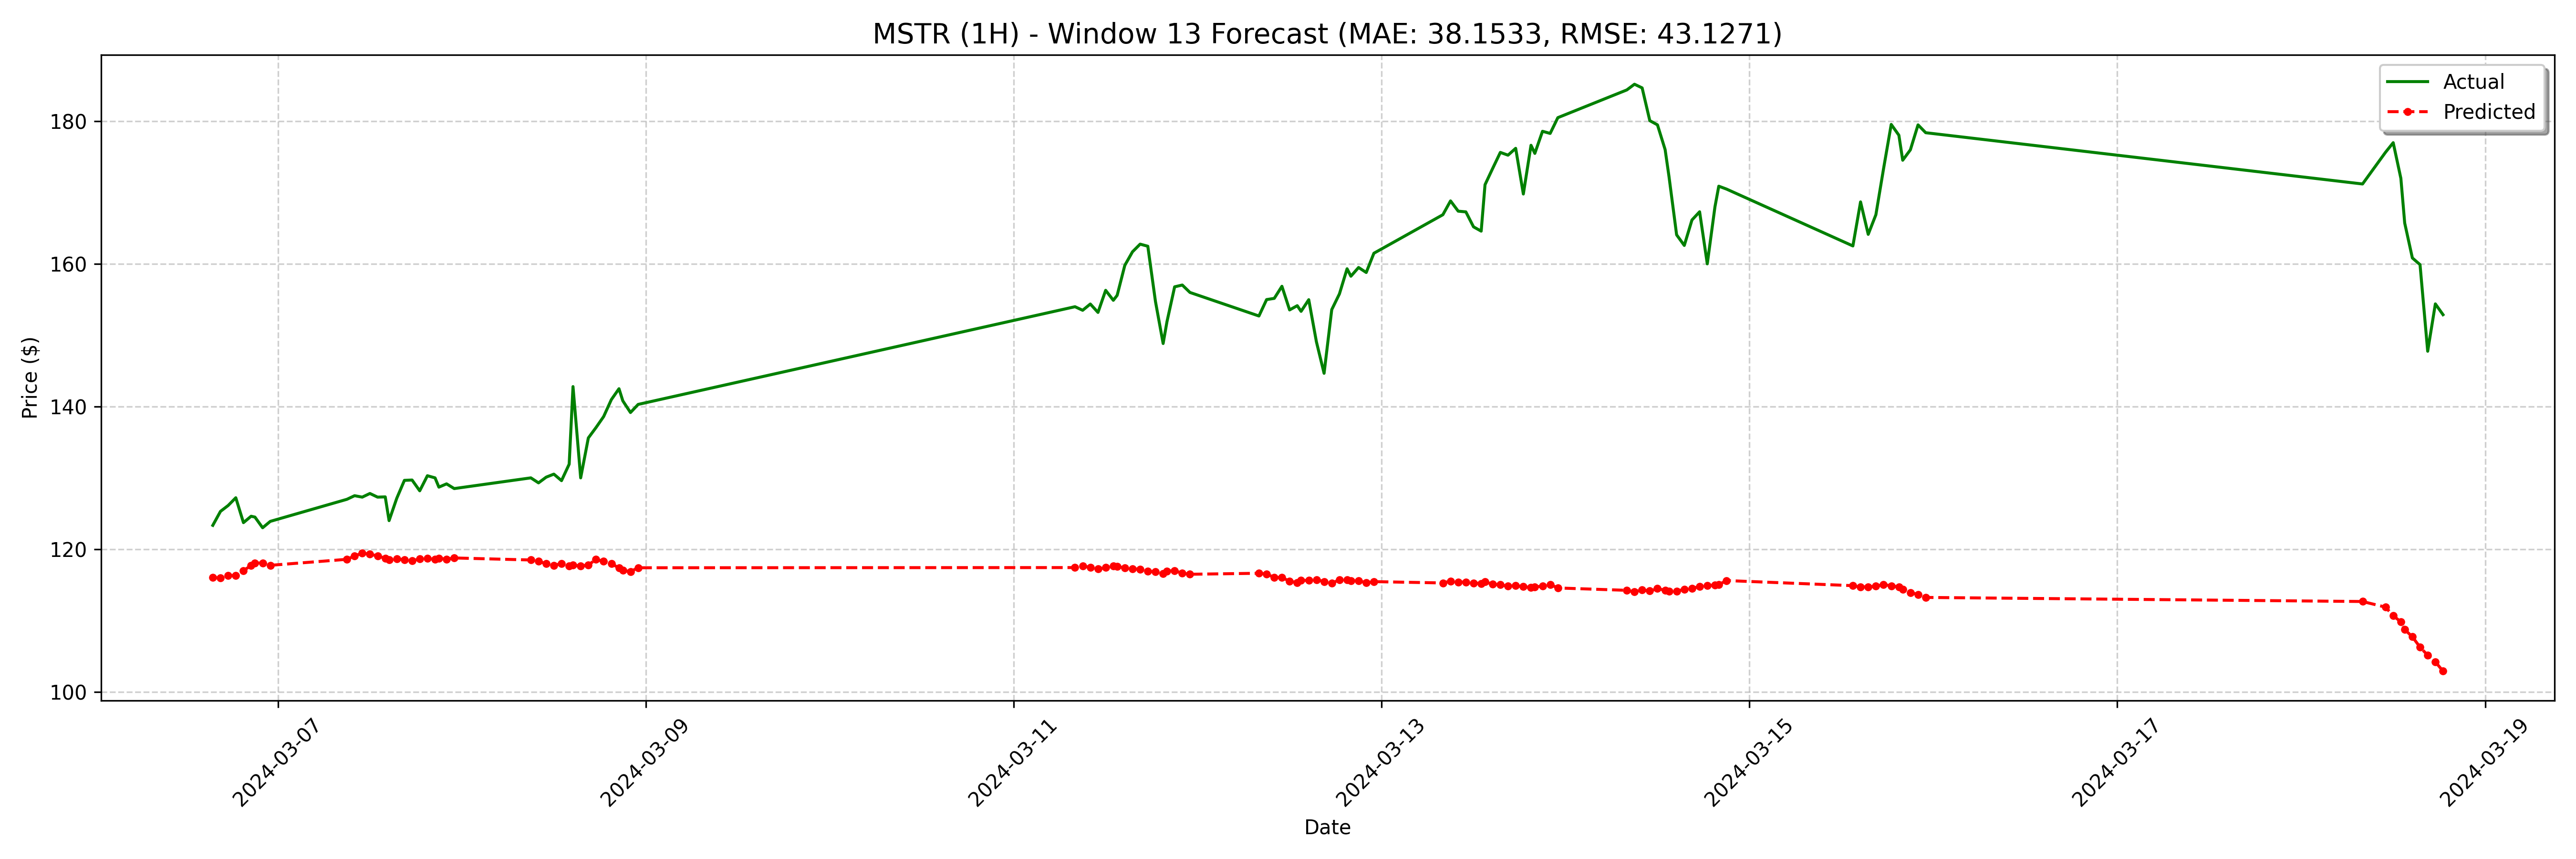 MSTR (1H) - Window 13 Forecast (MAE: 38.1533, RMSE: 43.1271)
Actual
Predicted
Price ($)
180
160
140
120
100
2024-03-07
2024-03-09
2024-03-11
2024-03-13
2024-03-15
2024-03-17
2024-03-19
Date